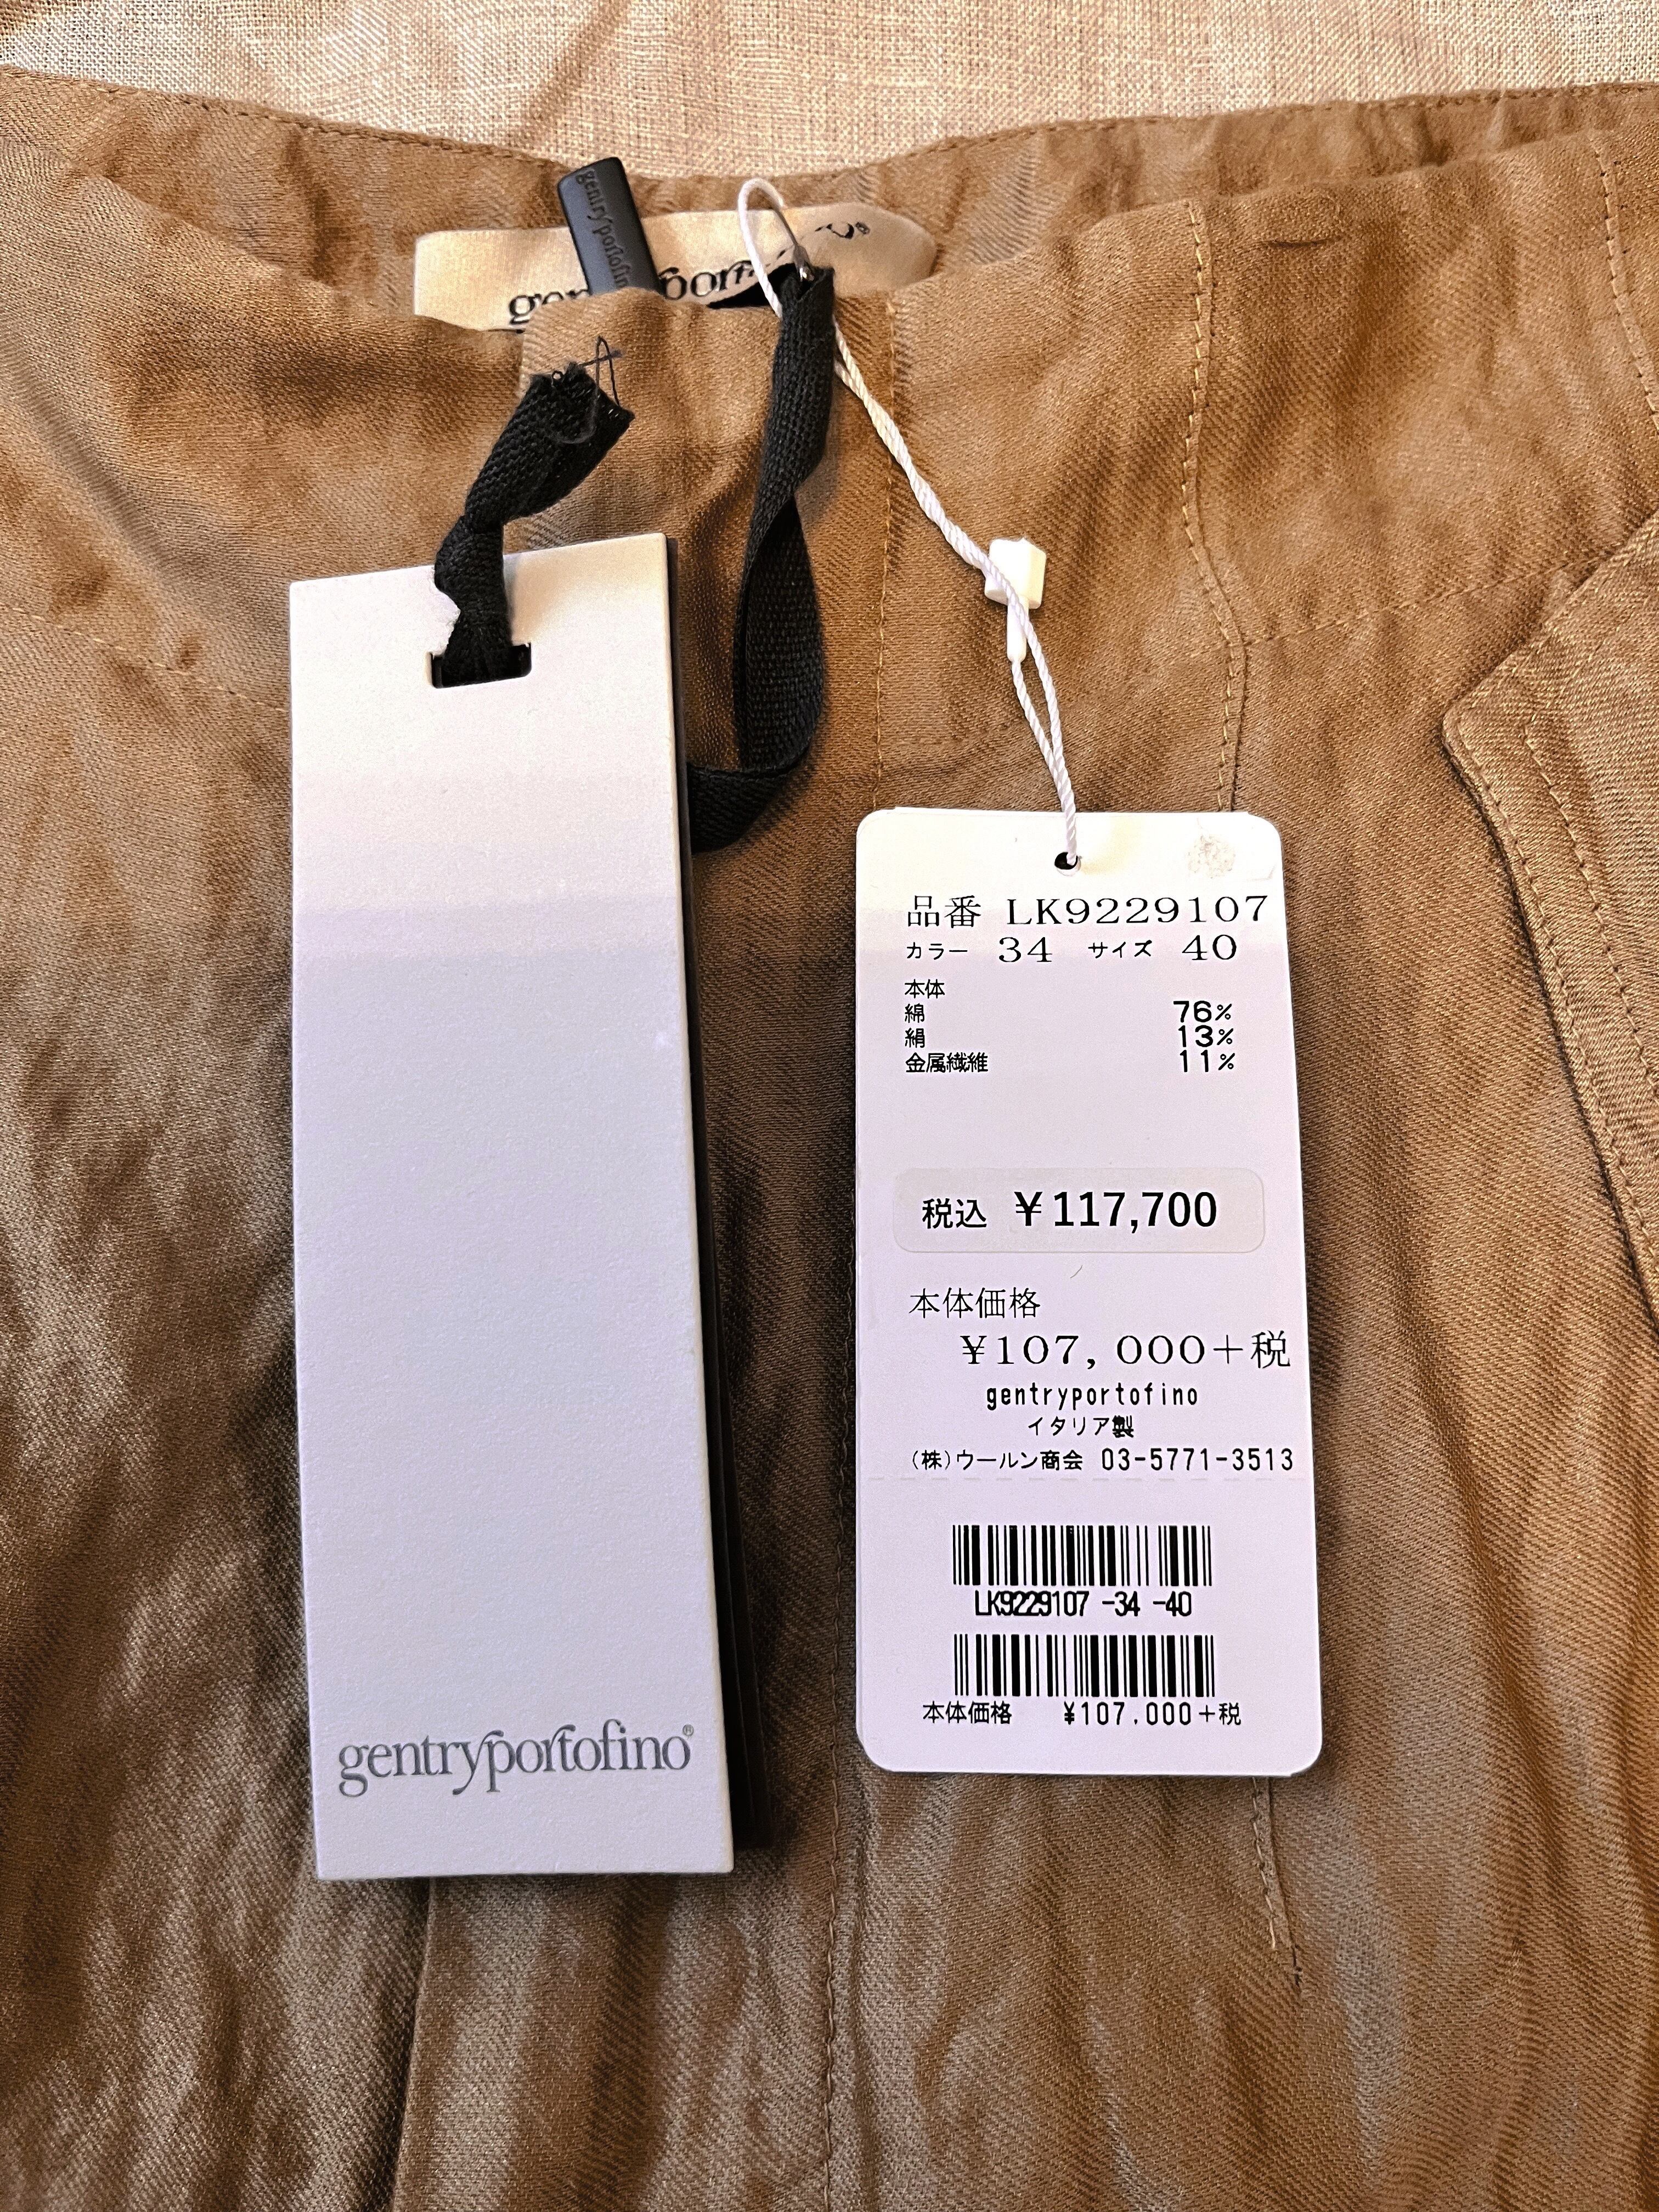 gentryportofino
gentryportofino®
品番 LK9229107
カラー 34 サイズ 40
本体
綿 76%
絹 13%
金属繊維 11%
税込 ¥117,700
本体価格
¥107,000+税
gentryportofino
イタリア製
(株)ウールン商会 03-5771-3513
LK9229107 -34 -40
本体価格 ¥107,000+税
gentryportofino®